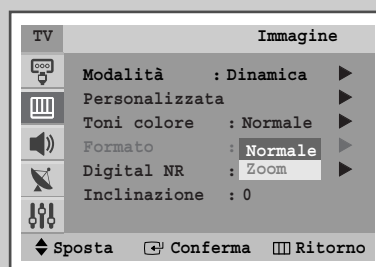 TV Immagine
Modalità : Dinamica
Personalizzata
Toni colore : Normale
Formato : Normale
Digital NR : Zoom
Inclinazione : 0
Sposta Conferma Ritorno